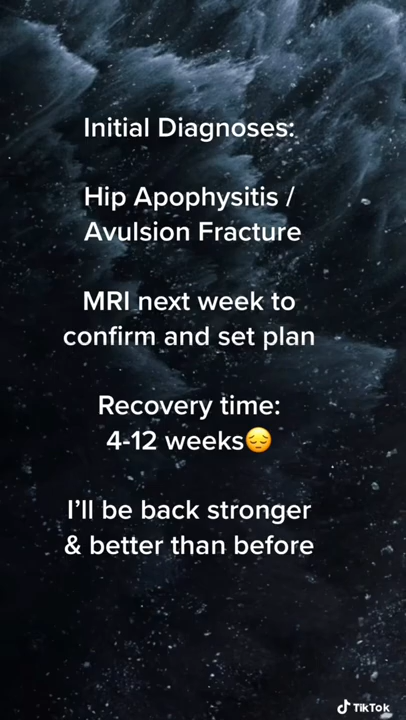 Initial Diagnoses:
Hip Apophysitis /
Avulsion Fracture
MRI next week to
confirm and set plan
Recovery time:
4-12 weeks😔
I’ll be back stronger
& better than before
TikTok